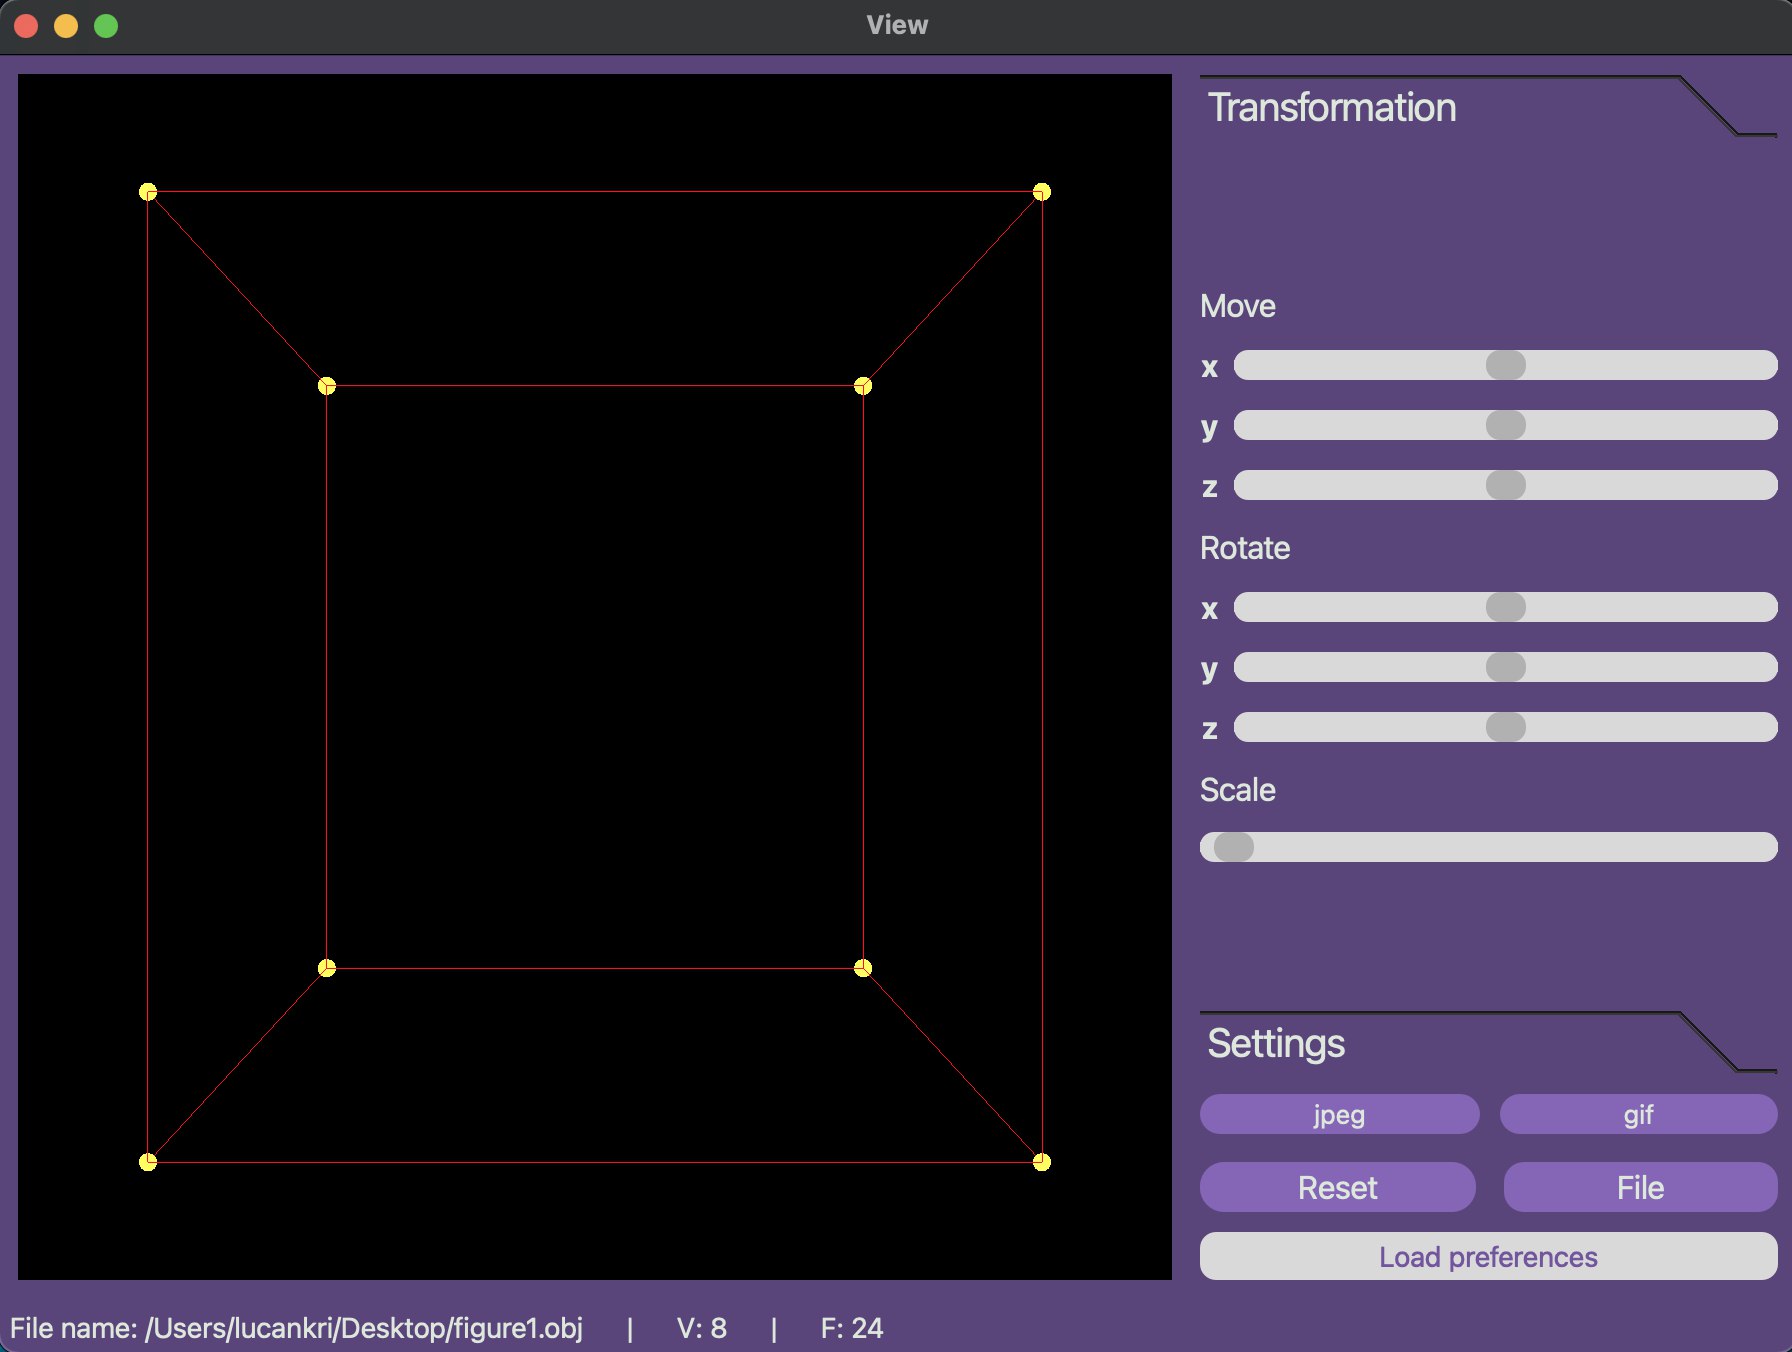 View
Transformation
Move
x
y
z
Rotate
x
y
z
Scale
Settings
jpeg gif
Reset File
Load preferences
File name: /Users/lucankri/Desktop/figure1.obj | V: 8 | F: 24